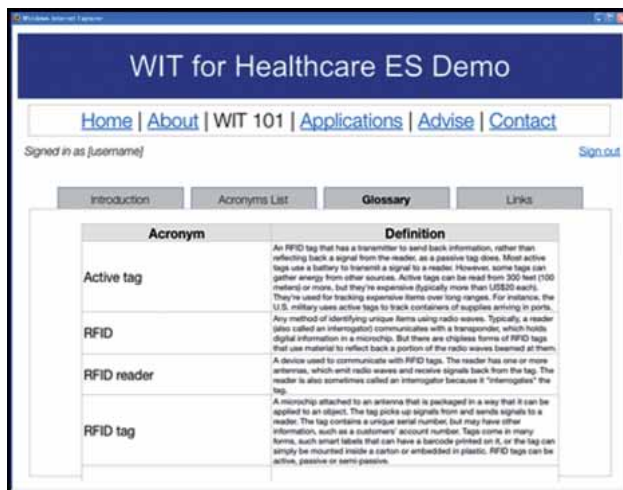 Windows Internet Explorer
WIT for Healthcare ES Demo
Home | About | WIT 101 | Applications | Advise | Contact
Signed in as [username]
Sign out
Introduction
Acronyms List
Glossary
Links
Acronym
Definition
Active tag
An RFID tag that has a transmitter to send back information, rather than
reflecting back a signal from the reader, as a passive tag does. Most active
tags use a battery to transmit a signal to a reader. However, some tags can
gather energy from other sources. Active tags can be read from 300 feet (100
meters) or more, but they're expensive (typically more than US$20 each).
They're used for tracking expensive items over long ranges. For instance, the
U.S. military uses active tags to track containers of supplies arriving in ports.
RFID
Any method of identifying unique items using radio waves. Typically, a reader
(also called an interrogator) communicates with a transponder, which holds
digital information in a microchip. But there are chipless forms of RFID tags
that use material to reflect back a portion of the radio waves beamed at them.
RFID reader
A device used to communicate with RFID tags. The reader has one or more
antennas, which emit radio waves and receive signals back from the tag. The
reader is also sometimes called an interrogator because it "interrogates" the
tag.
RFID tag
A microchip attached to an antenna that is packaged in a way that it can be
applied to an object. The tag picks up signals from and sends signals to a
reader. The tag contains a unique serial number, but may have other
information, such as a customers' account number. Tags come in many
forms, such smart labels that can have a barcode printed on it, or the tag can
simply be mounted inside a carton or embedded in plastic. RFID tags can be
active, passive or semi-passive.